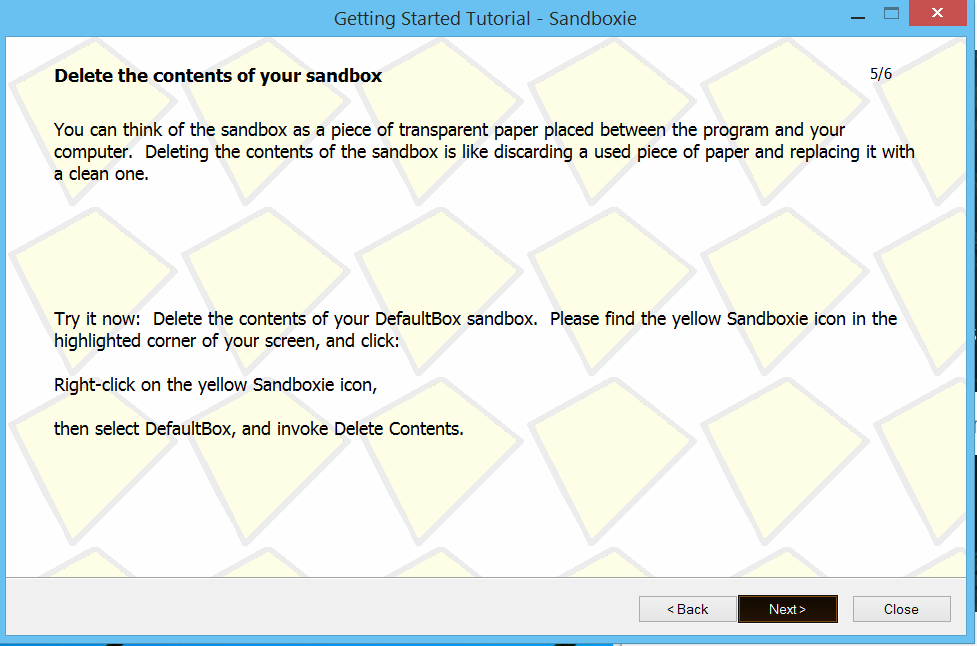 Getting Started Tutorial - Sandboxie
Delete the contents of your sandbox
5/6
You can think of the sandbox as a piece of transparent paper placed between the program and your
computer.  Deleting the contents of the sandbox is like discarding a used piece of paper and replacing it with
a clean one.
Try it now:  Delete the contents of your DefaultBox sandbox.  Please find the yellow Sandboxie icon in the
highlighted corner of your screen, and click:
Right-click on the yellow Sandboxie icon,
then select DefaultBox, and invoke Delete Contents.
< Back
Next >
Close